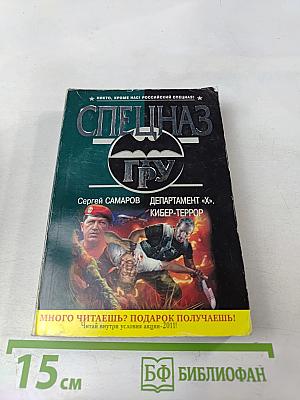 ★ НИКТО, КРОМЕ НАС! РОССИЙСКИЙ СПЕЦНАЗ! ★
СПЕЦНАЗ
ГРУ
Сергей САМАРОВ
ДЕПАРТАМЕНТ «Х».
КИБЕР-ТЕРРОР
МНОГО ЧИТАЕШЬ? ПОДАРОК ПОЛУЧАЕШЬ!
Читай внутри условия акции-2011!
15 см
БФ БИБЛИОФАН